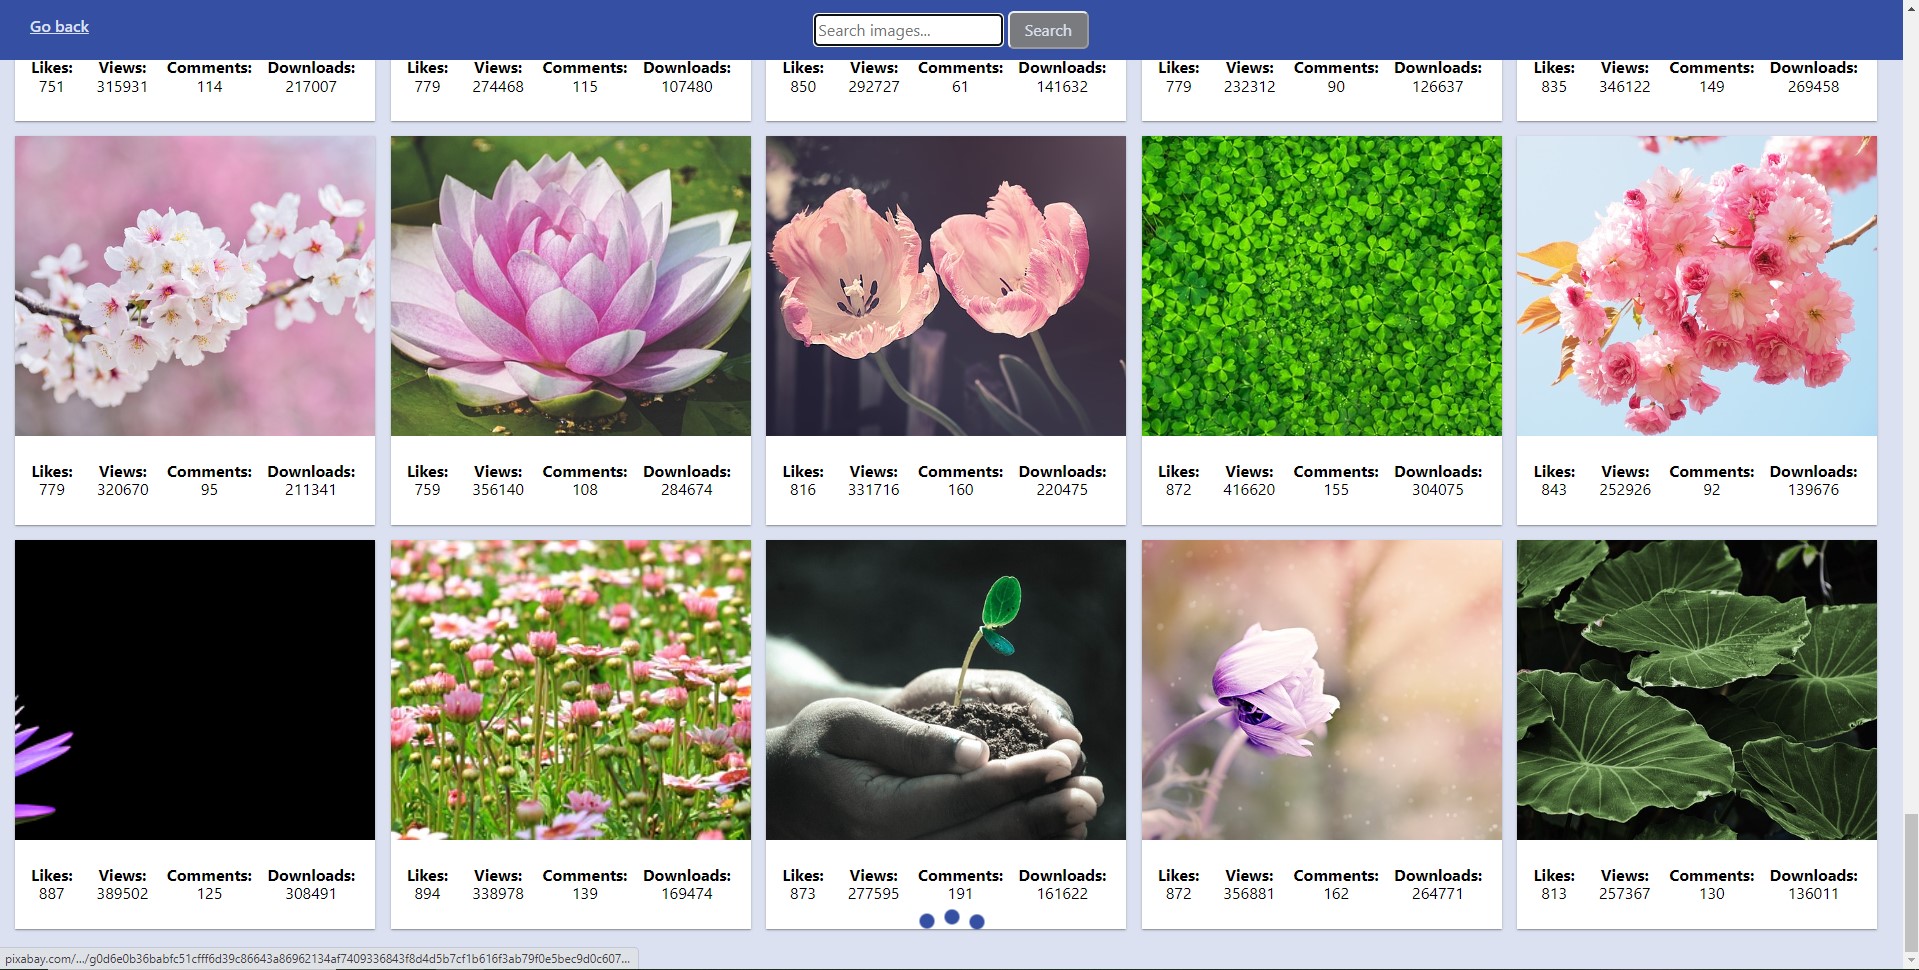 Go back
Search images...
Search
Likes: Views: Comments: Downloads: Likes: Views: Comments: Downloads: Likes: Views: Comments: Downloads: Likes: Views: Comments: Downloads: Likes: Views: Comments: Downloads:
751 315931 114 217007 779 274468 115 107480 850 292727 61 141632 779 232312 90 126637 835 346122 149 269458
Likes: Views: Comments: Downloads: Likes: Views: Comments: Downloads: Likes: Views: Comments: Downloads: Likes: Views: Comments: Downloads: Likes: Views: Comments: Downloads:
779 320670 95 211341 759 356140 108 284674 816 331716 160 220475 872 416620 155 304075 843 252926 92 139676
Likes: Views: Comments: Downloads: Likes: Views: Comments: Downloads: Likes: Views: Comments: Downloads: Likes: Views: Comments: Downloads: Likes: Views: Comments: Downloads:
887 389502 125 308491 894 338978 139 169474 873 277595 191 161622 872 356881 162 264771 813 257367 130 136011
pixabay.com/.../g0d6e0b36babfc51cfff6d39c86643a86962134af7409336843f8d4d5b7cf1b616f3ab79f0e5bec9d0c607...